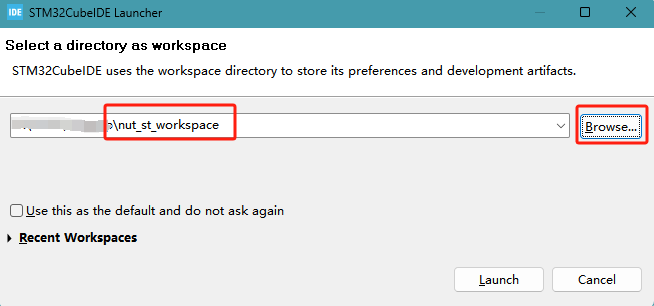 IDE STM32CubeIDE Launcher
Select a directory as workspace
STM32CubeIDE uses the workspace directory to store its preferences and development artifacts.
\nut_st_workspace
Browse...
Use this as the default and do not ask again
Recent Workspaces
Launch
Cancel